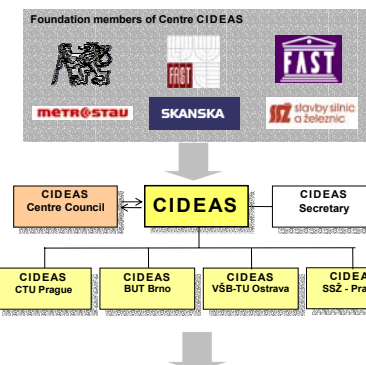 Foundation members of Centre CIDEAS
FAST
FAST
METROSTAV
SKANSKA
SSŽ stavby silnic
a železnic
CIDEAS
Centre Council
CIDEAS
CIDEAS
Secretary
CIDEAS
CTU Prague
CIDEAS
BUT Brno
CIDEAS
VŠB-TU Ostrava
CIDEA
SSŽ - Pra